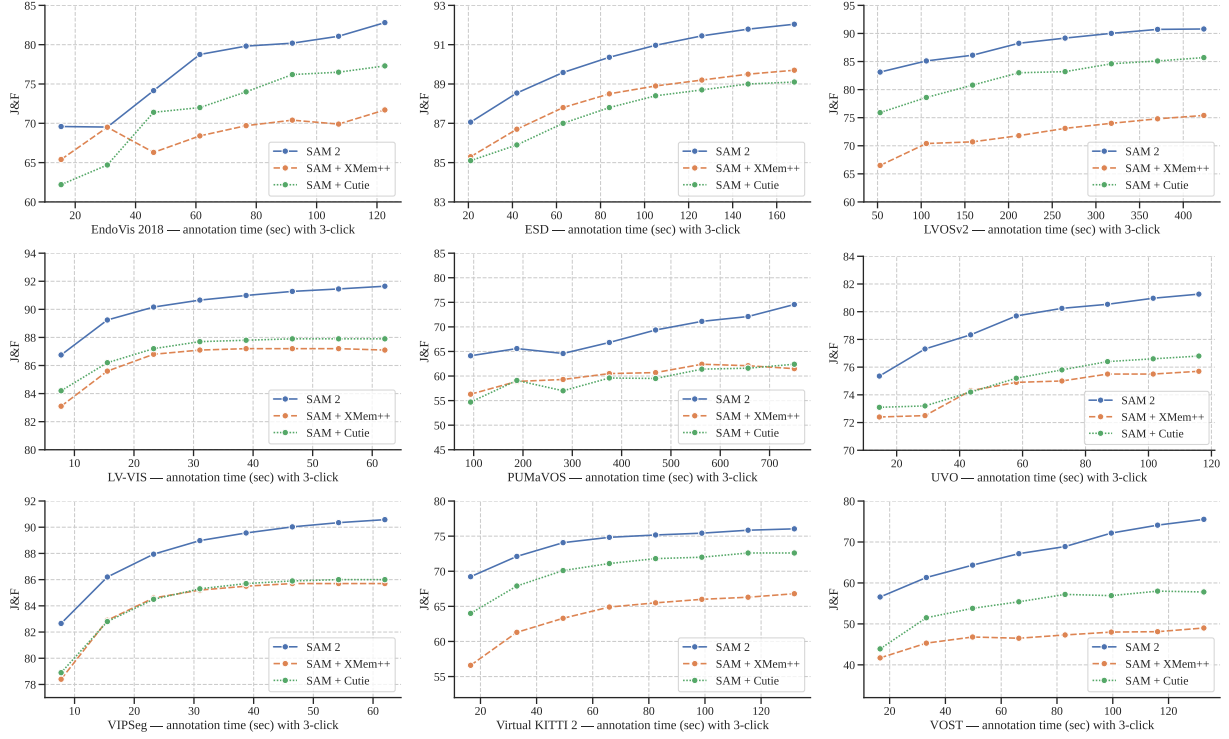 85
80
75
70
65
60
J&F
20 40 60 80 100 120
EndoVis 2018 — annotation time (sec) with 3-click
SAM 2
SAM + XMem++
SAM + Cutie
93
91
89
87
85
83
J&F
20 40 60 80 100 120 140 160
ESD — annotation time (sec) with 3-click
SAM 2
SAM + XMem++
SAM + Cutie
95
90
85
80
75
70
65
60
J&F
50 100 150 200 250 300 350 400
LVOSv2 — annotation time (sec) with 3-click
SAM 2
SAM + XMem++
SAM + Cutie
94
92
90
88
86
84
82
80
J&F
10 20 30 40 50 60
LV-VIS — annotation time (sec) with 3-click
SAM 2
SAM + XMem++
SAM + Cutie
85
80
75
70
65
60
55
50
45
J&F
100 200 300 400 500 600 700
PUMaVOS — annotation time (sec) with 3-click
SAM 2
SAM + XMem++
SAM + Cutie
84
82
80
78
76
74
72
70
J&F
20 40 60 80 100 120
UVO — annotation time (sec) with 3-click
SAM 2
SAM + XMem++
SAM + Cutie
92
90
88
86
84
82
80
78
J&F
10 20 30 40 50 60
VIPSeg — annotation time (sec) with 3-click
SAM 2
SAM + XMem++
SAM + Cutie
80
75
70
65
60
55
J&F
20 40 60 80 100 120
Virtual KITTI 2 — annotation time (sec) with 3-click
SAM 2
SAM + XMem++
SAM + Cutie
80
70
60
50
40
J&F
20 40 60 80 100 120
VOST — annotation time (sec) with 3-click
SAM 2
SAM + XMem++
SAM + Cutie